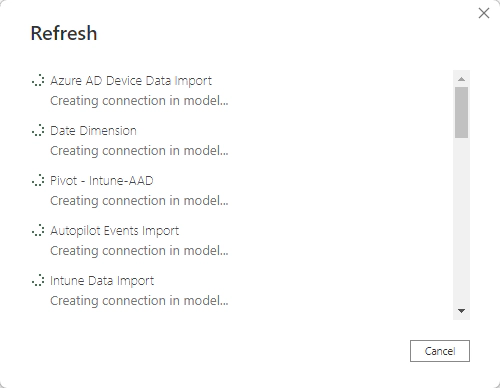 Refresh
Azure AD Device Data Import
Creating connection in model...
Date Dimension
Creating connection in model...
Pivot - Intune-AAD
Creating connection in model...
Autopilot Events Import
Creating connection in model...
Intune Data Import
Creating connection in model...
Cancel